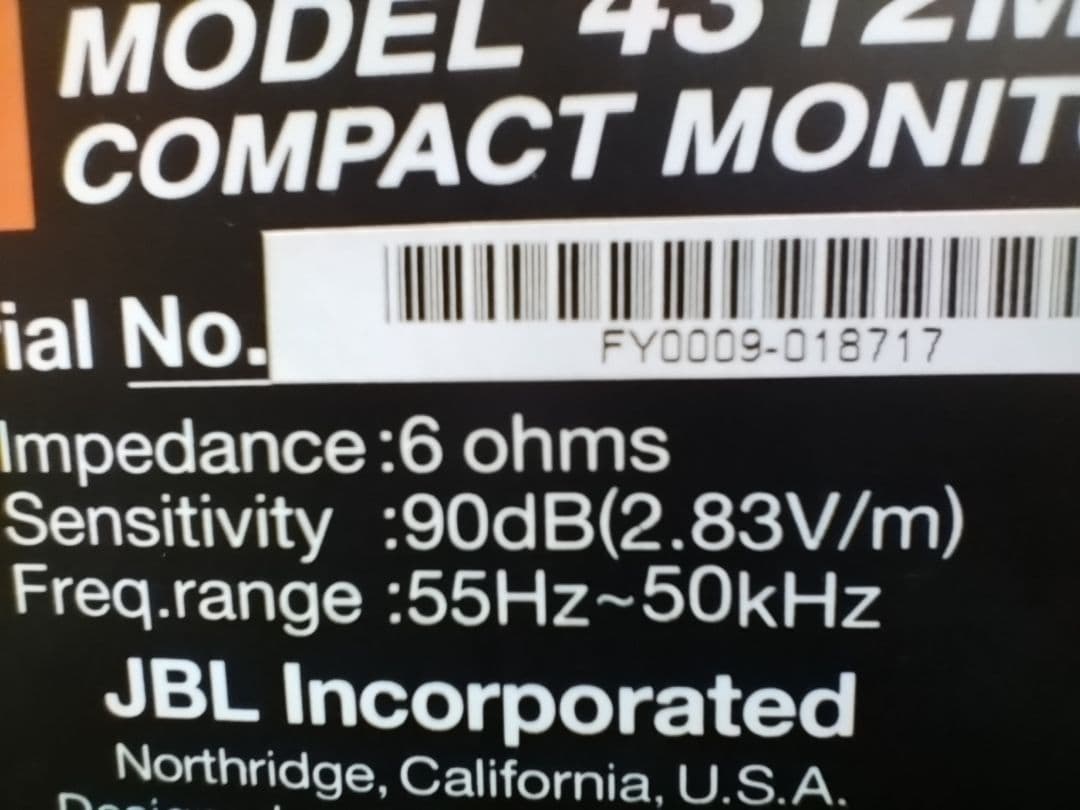 MODEL 4312M
COMPACT MONIT
ial No.
FY0009-018717
Impedance:6 ohms
Sensitivity :90dB(2.83V/m)
Freq.range :55Hz~50kHz
JBL Incorporated
Northridge, California, U.S.A.